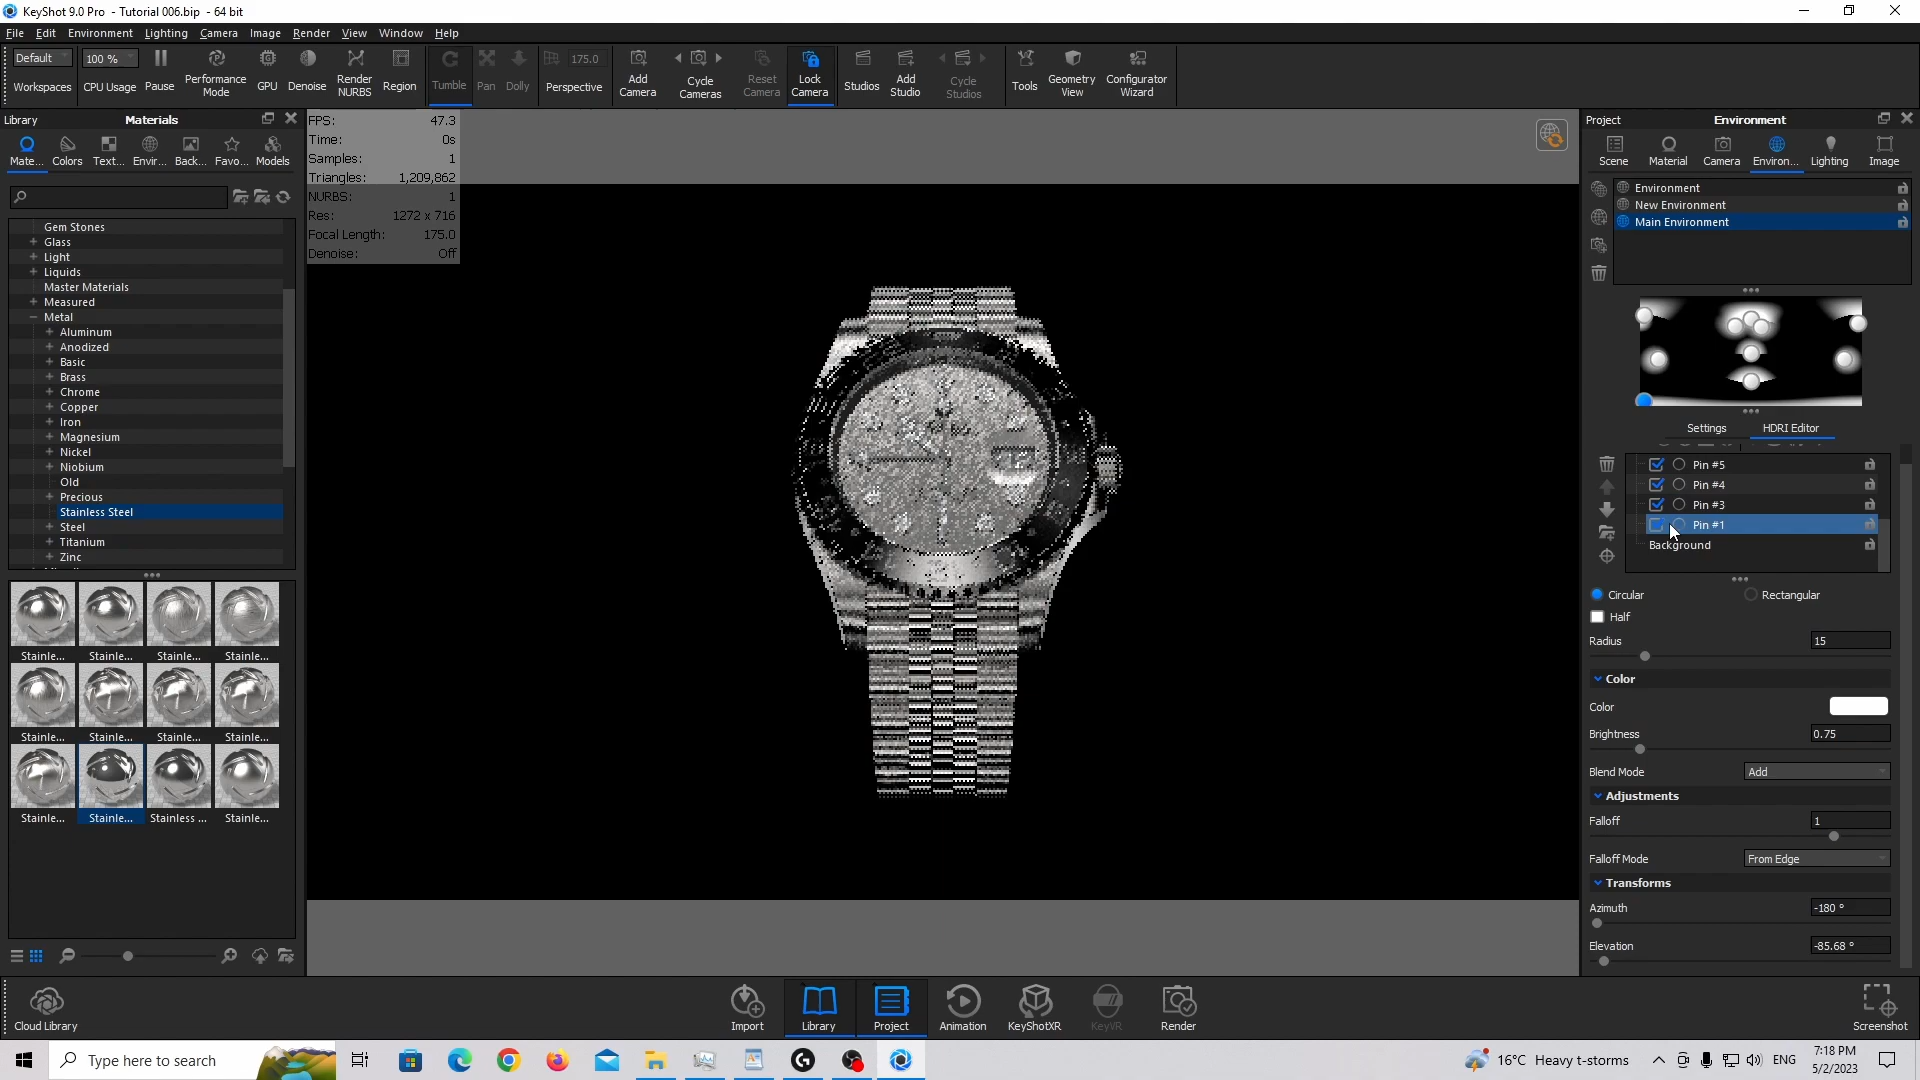 KeyShot 9.0 Pro - Tutorial 006.bip - 64 bit
File Edit Environment Lighting Camera Image Render View Window Help
Default 100 % 175.0
Workspaces CPU Usage Pause Performance Mode GPU Denoise Render NURBS Region Tumble Pan Dolly Perspective Add Camera Cycle Cameras Reset Camera Lock Camera Studios Add Studio Cycle Studios Tools Geometry View Configurator Wizard
Library Materials
Mate... Colors Text... Envir... Back... Favo... Models
Gem Stones
Glass
Light
Liquids
Master Materials
Measured
Metal
Aluminum
Anodized
Basic
Brass
Chrome
Copper
Iron
Magnesium
Nickel
Niobium
Old
Precious
Stainless Steel
Steel
Titanium
Zinc
Stainle... Stainle... Stainle... Stainle...
Stainle... Stainle... Stainle... Stainle...
Stainle... Stainle... Stainless ... Stainle...
FPS: 47.3
Time: 0s
Samples: 1
Triangles: 1,209,862
NURBS: 1
Res: 1272 x 716
Focal Length: 175.0
Denoise: Off
Project Environment
Scene Material Camera Environ... Lighting Image
Environment
New Environment
Main Environment
Settings HDRI Editor
Pin #5
Pin #4
Pin #3
Pin #1
Background
Circular Rectangular
Half
Radius 15
Color
Color
Brightness 0.75
Blend Mode Add
Adjustments
Falloff 1
Falloff Mode From Edge
Transforms
Azimuth -180 °
Elevation -85.68 °
Cloud Library Import Library Project Animation KeyShotXR KeyVR Render Screenshot
Type here to search
16°C Heavy t-storms ENG 7:18 PM
5/2/2023